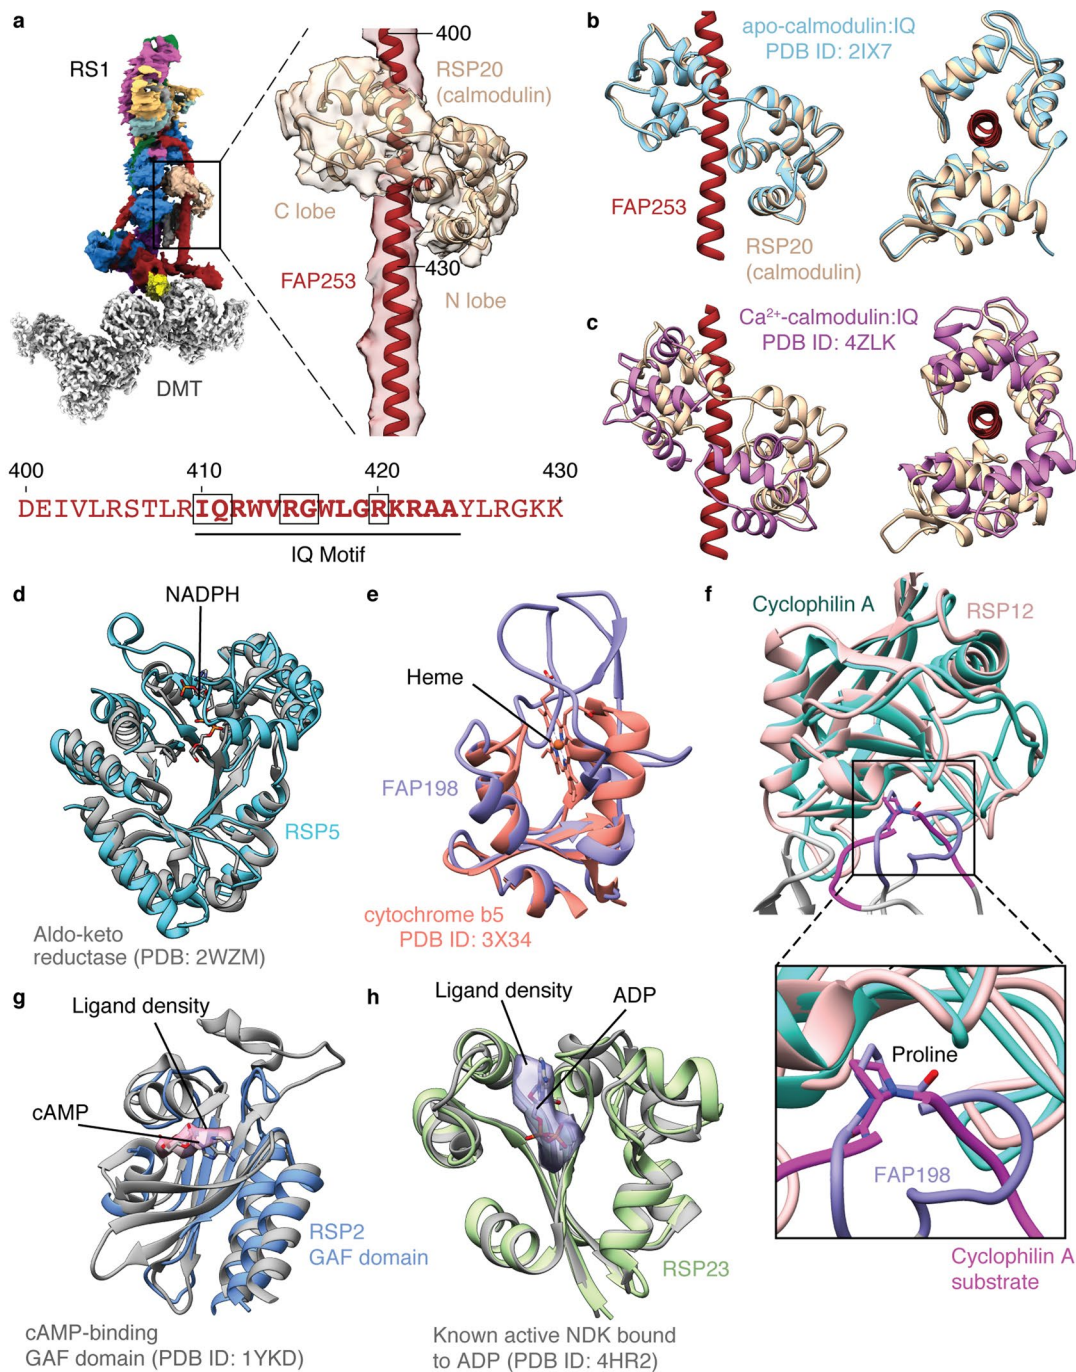 a
RS1
DMT
400
RSP20
(calmodulin)
C lobe
FAP253
430
N lobe
400 410 420 430
DEIVLRSTLRIQRWVRGWLGRKRAAYLRGKK
IQ Motif
b
apo-calmodulin:IQ
PDB ID: 2IX7
FAP253
RSP20
(calmodulin)
c
Ca²⁺-calmodulin:IQ
PDB ID: 4ZLK
d
NADPH
RSP5
Aldo-keto
reductase (PDB: 2WZM)
e
Heme
FAP198
cytochrome b5
PDB ID: 3X34
f
Cyclophilin A
RSP12
Proline
FAP198
Cyclophilin A
substrate
g
Ligand density
cAMP
RSP2
GAF domain
cAMP-binding
GAF domain (PDB ID: 1YKD)
h
Ligand density
ADP
RSP23
Known active NDK bound
to ADP (PDB ID: 4HR2)